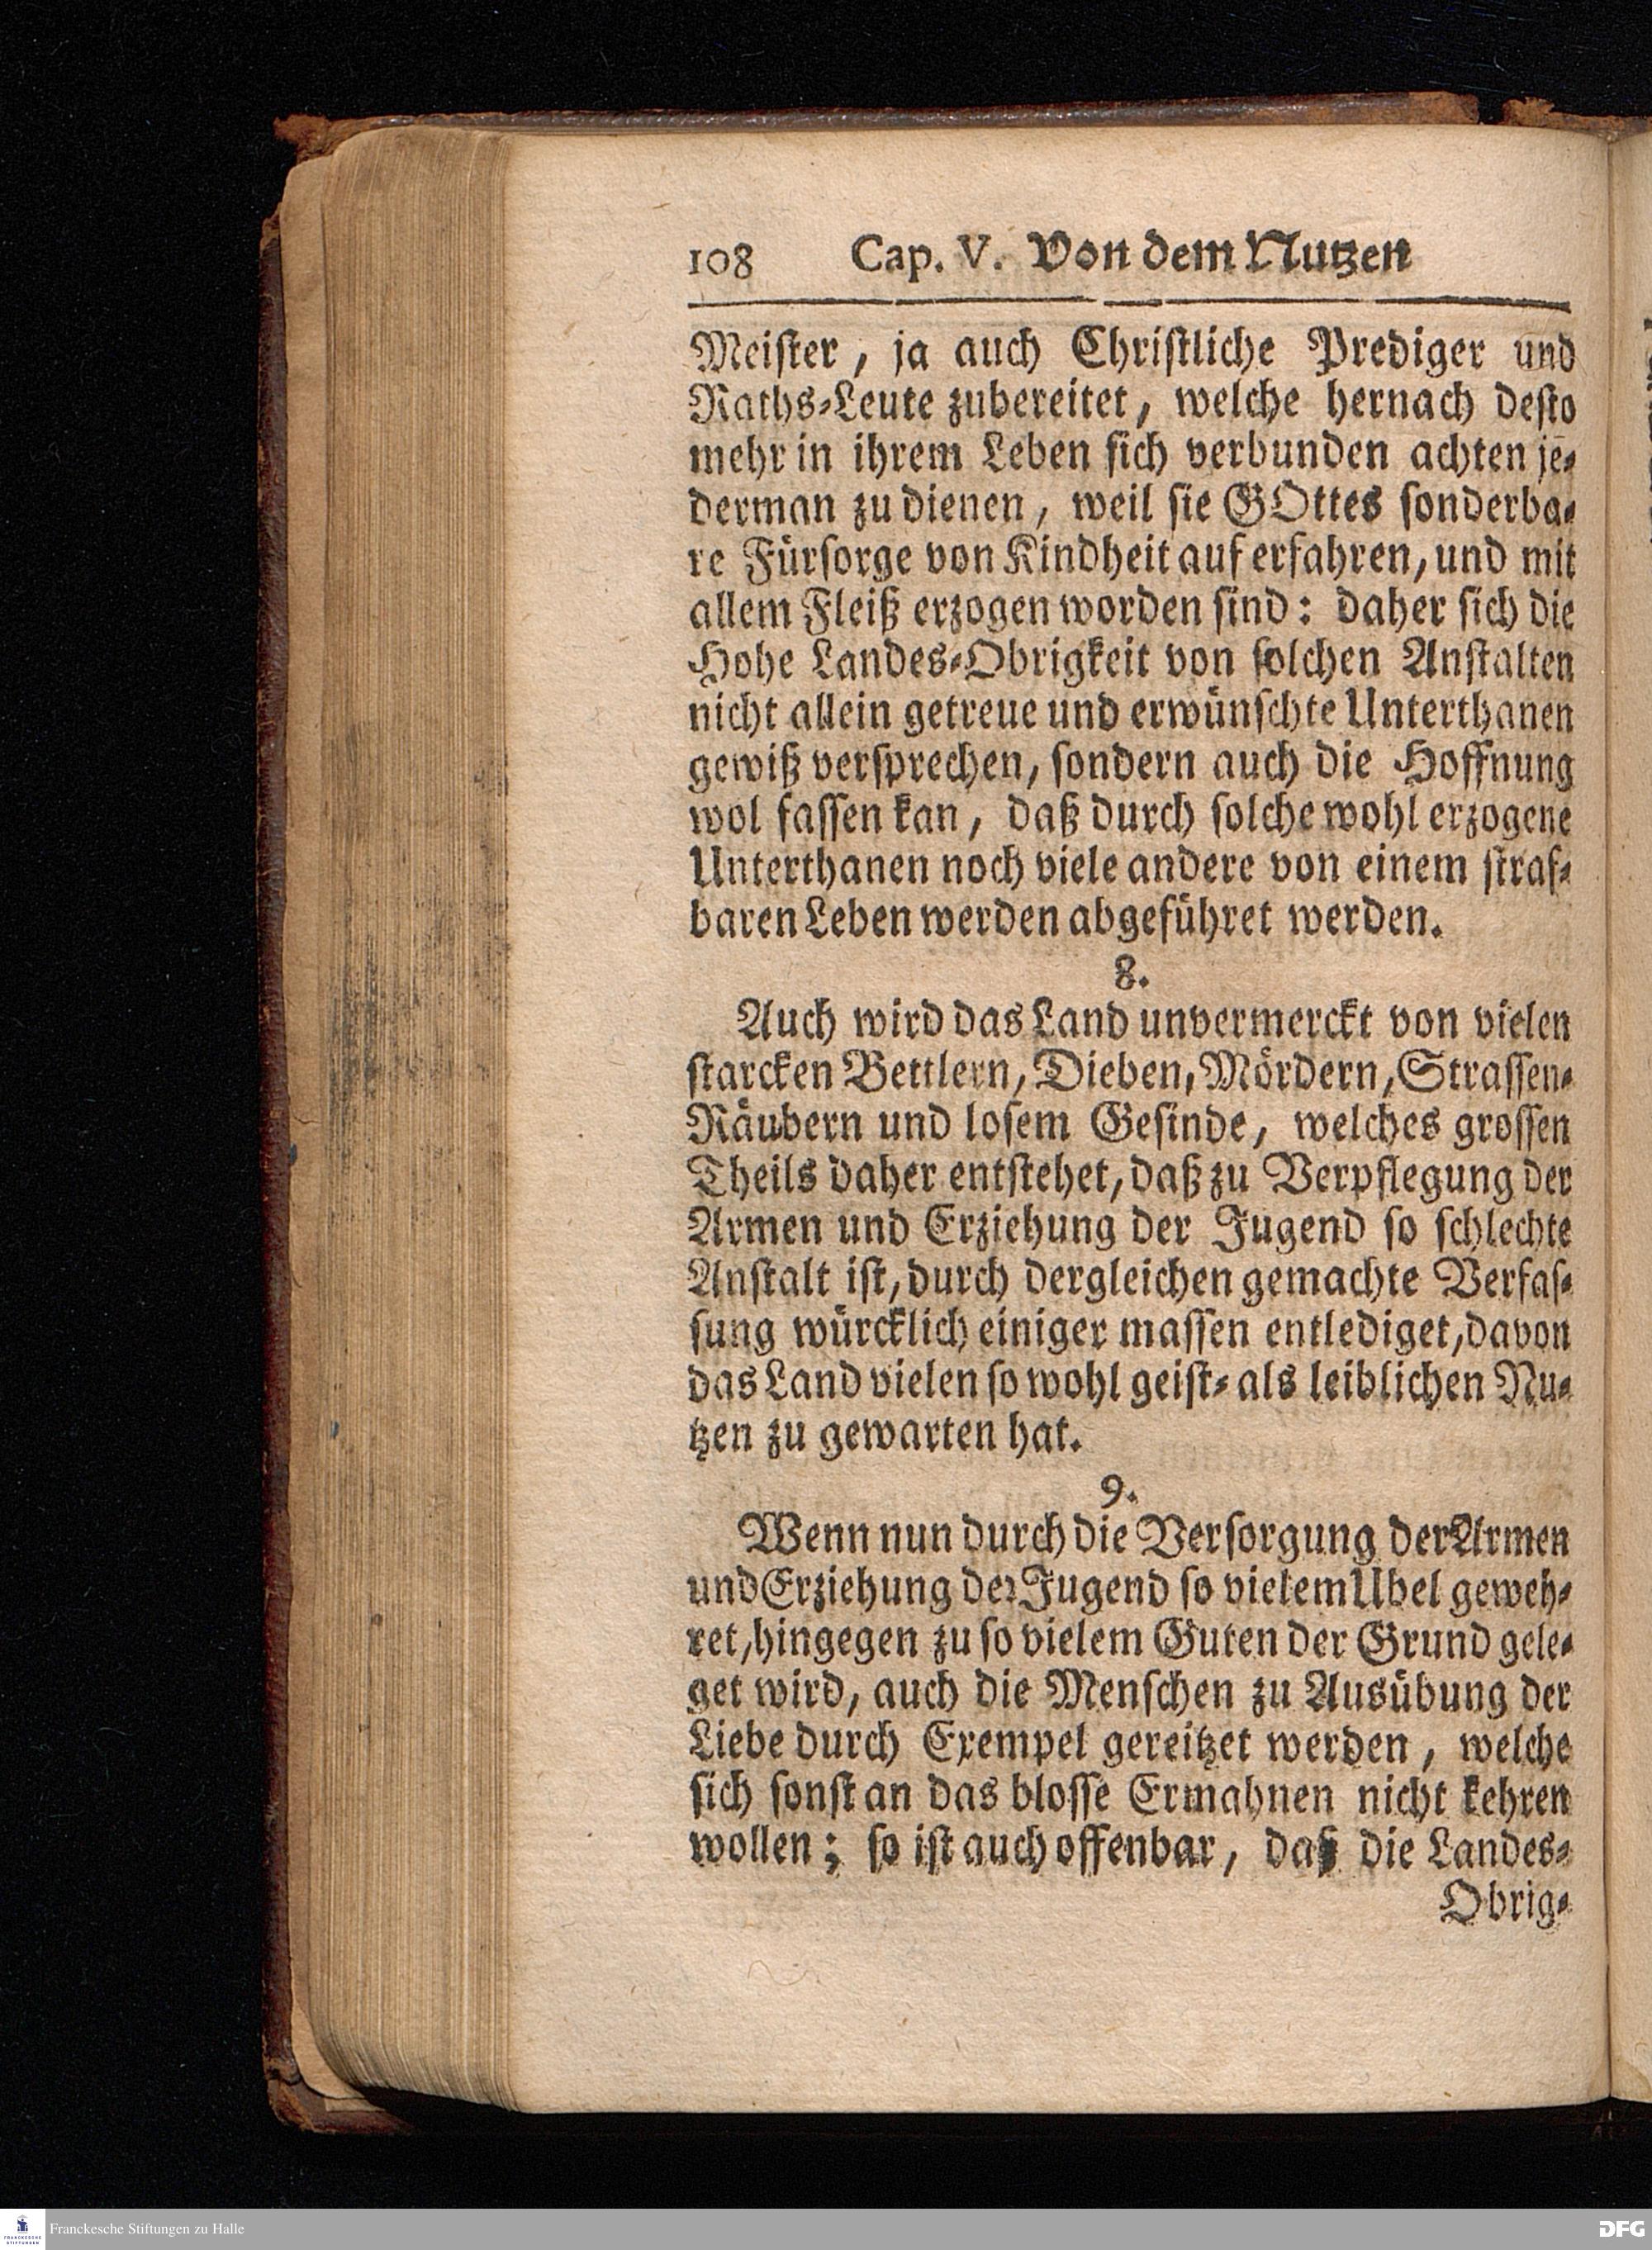 108 Cap. V. Von dem Nutzen
Meister, ja auch Christliche Prediger und
Raths-Leute zubereitet, welche hernach desto
mehr in ihrem Leben sich verbunden achten je-
derman zu dienen, weil sie GOttes sonderba-
re Fürsorge von Kindheit auf erfahren, und mit
allem Fleiß erzogen worden sind: daher sich die
Hohe Landes-Obrigkeit von solchen Anstalten
nicht allein getreue und erwünschte Unterthanen
gewiß versprechen, sondern auch die Hoffnung
wol fassen kan, daß durch solche wohl erzogene
Unterthanen noch viele andere von einem straf-
baren Leben werden abgeführet werden.
8.
Auch wird das Land unvermerckt von vielen
starcken Bettlern, Dieben, Mördern, Strassen-
Räubern und losem Gesinde, welches grossen
Theils daher entstehet, daß zu Verpflegung der
Armen und Erziehung der Jugend so schlechte
Anstalt ist, durch dergleichen gemachte Verfas-
sung würcklich einiger massen entlediget, davon
das Land vielen so wohl geist- als leiblichen Nu-
tzen zu gewarten hat.
9.
Wenn nun durch die Versorgung der Armen
und Erziehung der Jugend so vielem Übel geweh-
ret, hingegen zu so vielem Guten der Grund gele-
get wird, auch die Menschen zu Ausübung der
Liebe durch Exempel gereitzet werden, welche
sich sonst an das blosse Ermahnen nicht kehren
wollen; so ist auch offenbar, daß die Landes-
Obrig-
Franckesche Stiftungen zu Halle
FRANCKESCHE
STIFTUNGEN
DFG